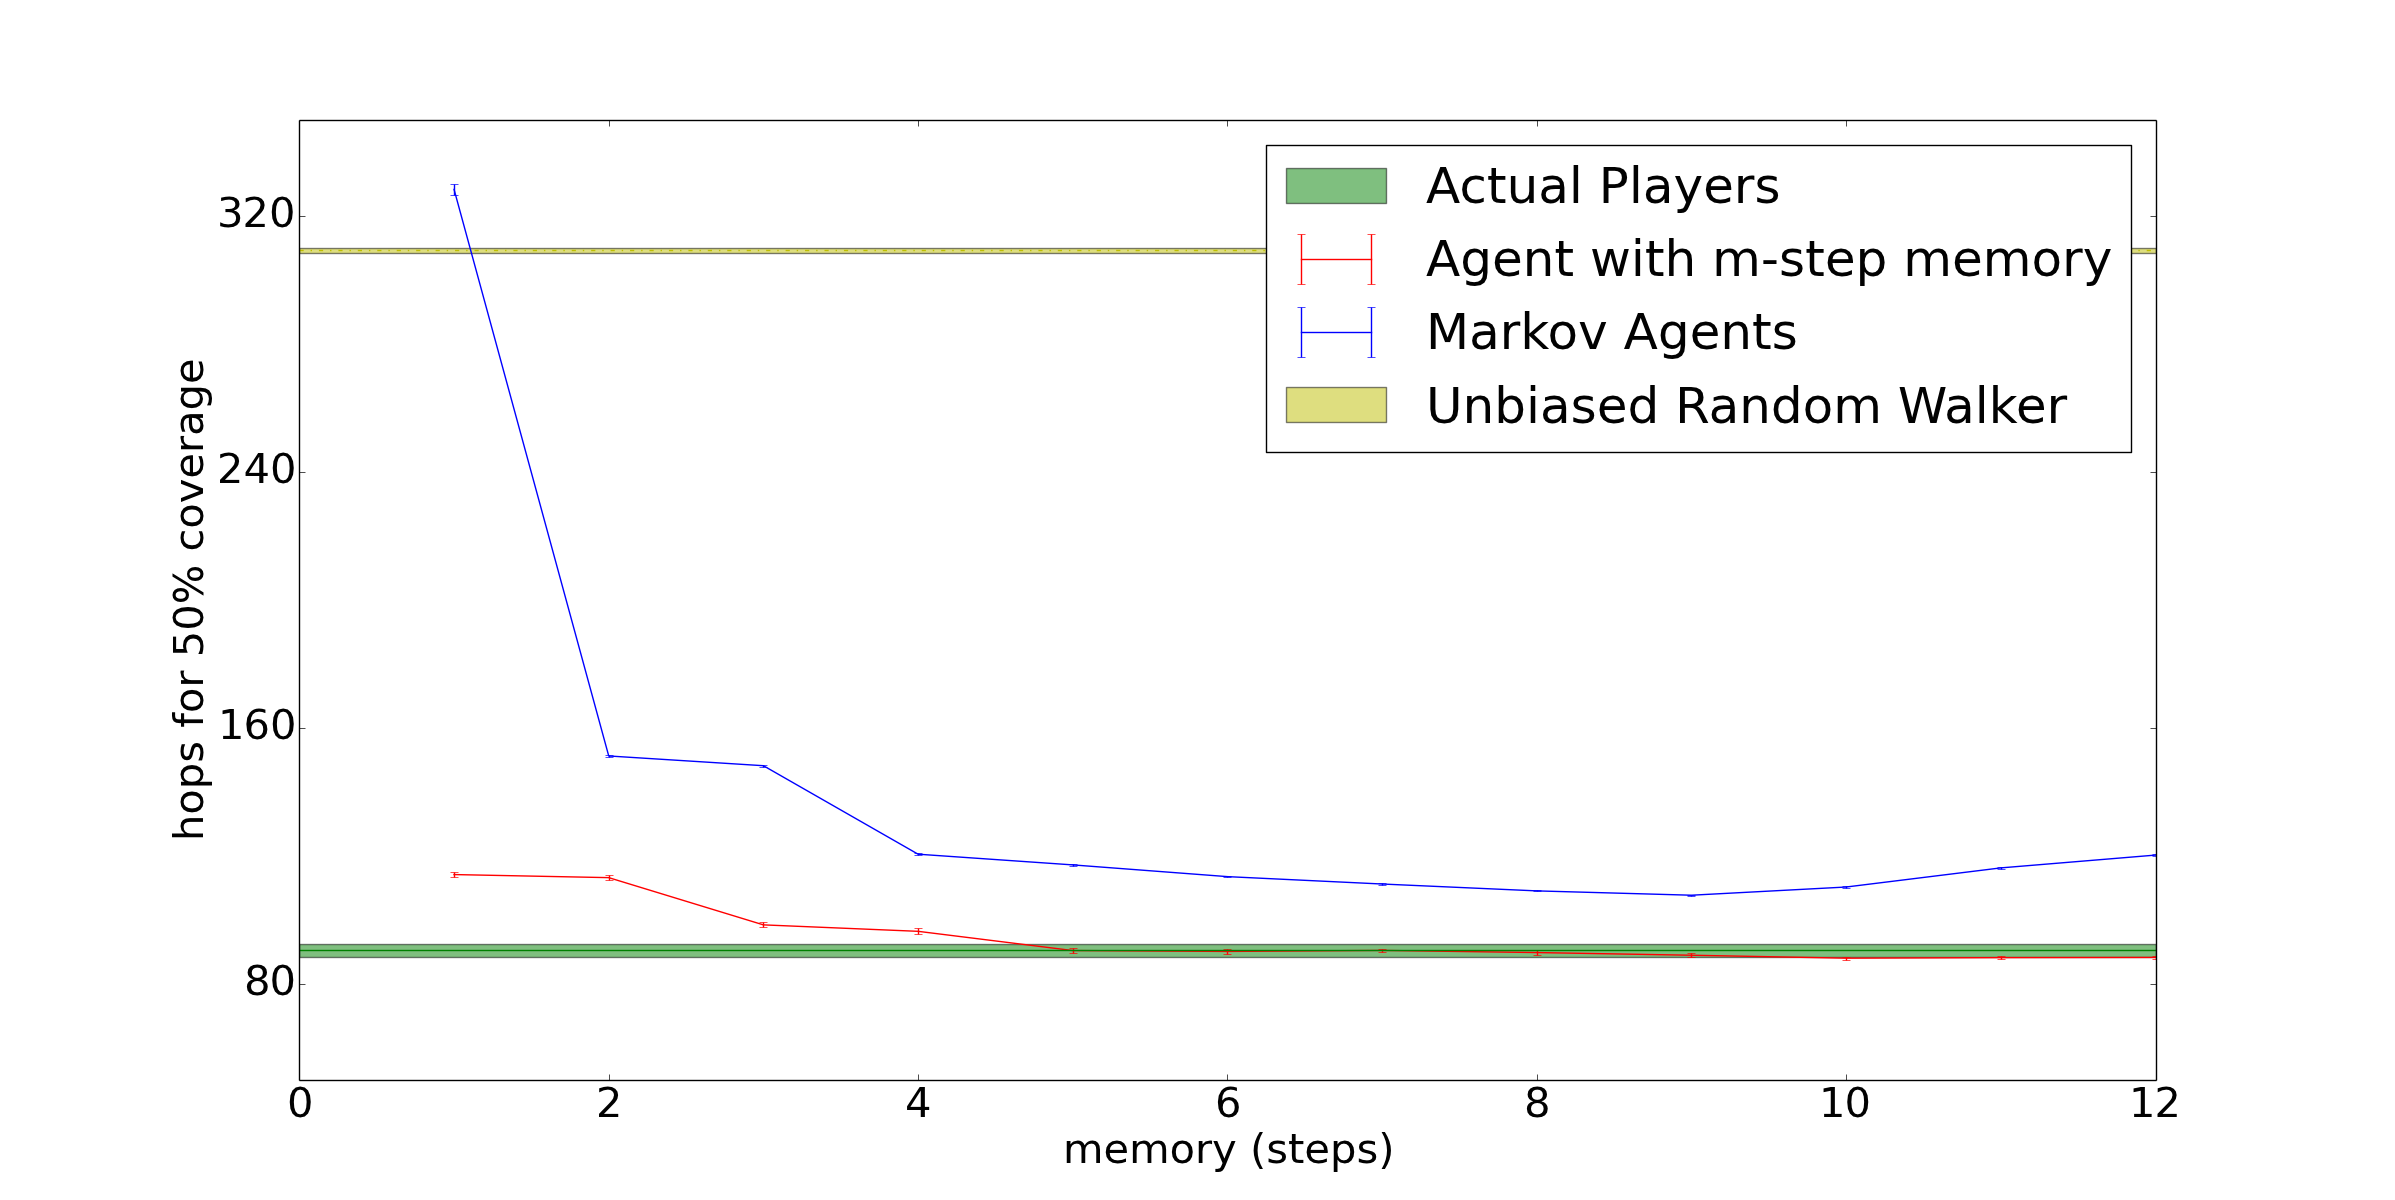 hops for 50% coverage
320
240
160
80
Actual Players
Agent with m-step memory
Markov Agents
Unbiased Random Walker
0 2 4 6 8 10 12
memory (steps)